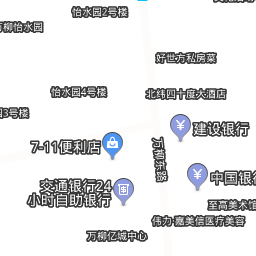 怡水园2号楼
万柳怡水园
好世方私房菜
怡水园4号楼
北纬四十度大酒店
3号楼
建设银行
7-11便利店
万柳东路
中国银行
交通银行24
小时自助银行
至高美术馆
伟力·嘉美信医疗美容
万柳亿城中心